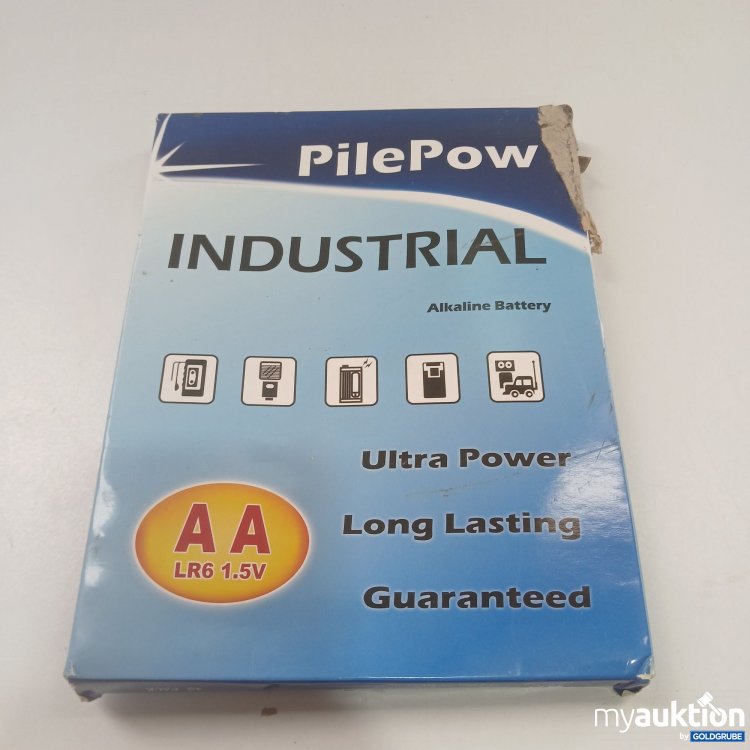 PilePow
INDUSTRIAL
Alkaline Battery
Ultra Power
AA
Long Lasting
LR6 1.5V
Guaranteed
myauktion
by GOLDGRUBE